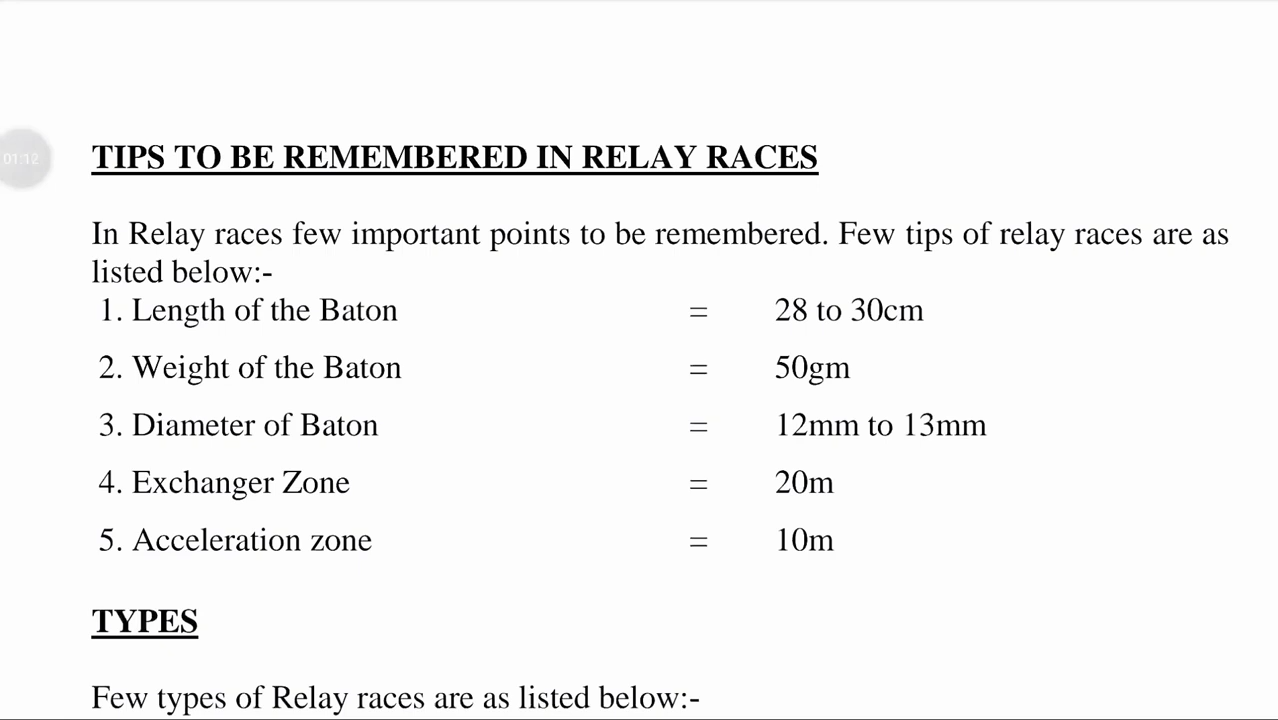 TIPS TO BE REMEMBERED IN RELAY RACES
01:12
In Relay races few important points to be remembered. Few tips of relay races are as
listed below:-
1. Length of the Baton = 28 to 30cm
2. Weight of the Baton = 50gm
3. Diameter of Baton = 12mm to 13mm
4. Exchanger Zone = 20m
5. Acceleration zone = 10m
TYPES
Few types of Relay races are as listed below:-